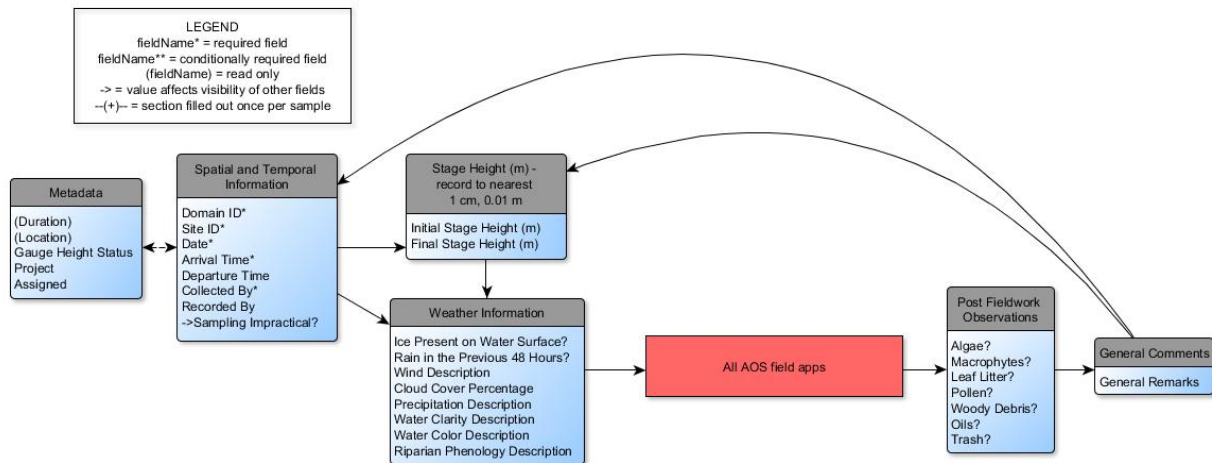 LEGEND
fieldName* = required field
fieldName** = conditionally required field
(fieldName) = read only
-> = value affects visibility of other fields
--(+)-- = section filled out once per sample
Metadata
(Duration)
(Location)
Gauge Height Status
Project
Assigned
Spatial and Temporal
Information
Domain ID*
Site ID*
Date*
Arrival Time*
Departure Time
Collected By*
Recorded By
->Sampling Impractical?
Stage Height (m) -
record to nearest
1 cm, 0.01 m
Initial Stage Height (m)
Final Stage Height (m)
Weather Information
Ice Present on Water Surface?
Rain in the Previous 48 Hours?
Wind Description
Cloud Cover Percentage
Precipitation Description
Water Clarity Description
Water Color Description
Riparian Phenology Description
All AOS field apps
Post Fieldwork
Observations
Algae?
Macrophytes?
Leaf Litter?
Pollen?
Woody Debris?
Oils?
Trash?
General Comments
General Remarks